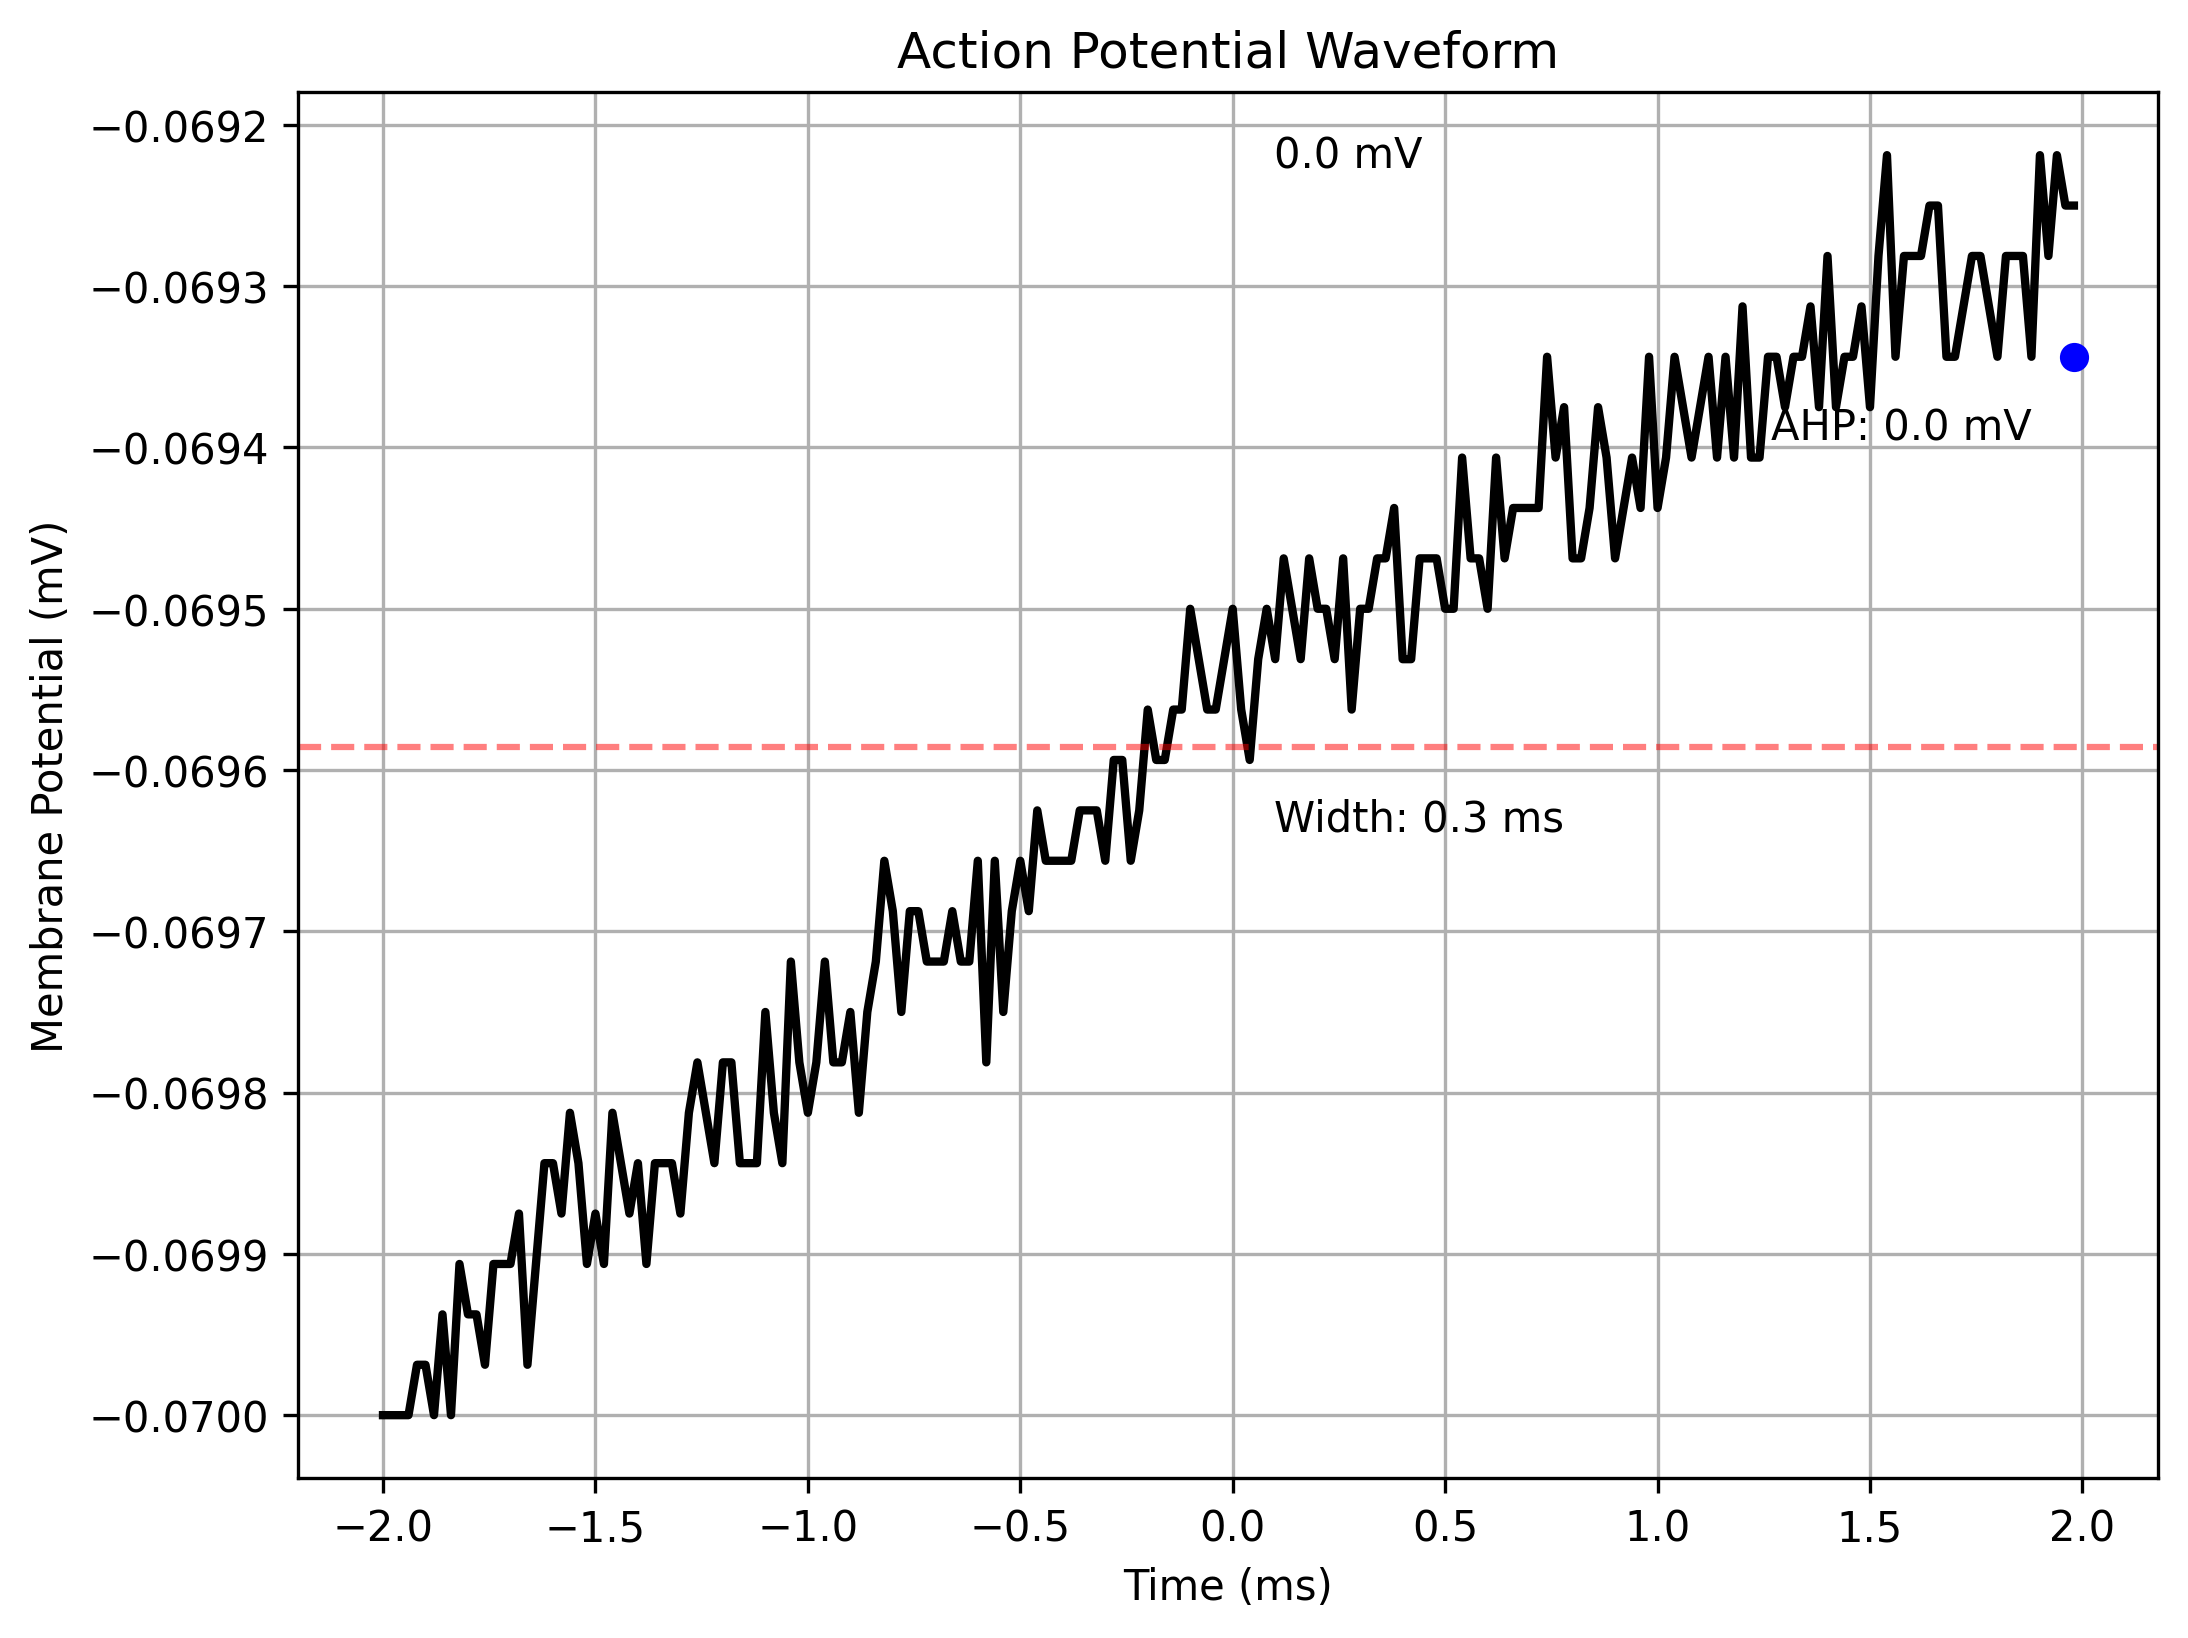 Action Potential Waveform
Membrane Potential (mV)
−0.0692
−0.0693
−0.0694
−0.0695
−0.0696
−0.0697
−0.0698
−0.0699
−0.0700
0.0 mV
AHP: 0.0 mV
Width: 0.3 ms
−2.0 −1.5 −1.0 −0.5 0.0 0.5 1.0 1.5 2.0
Time (ms)